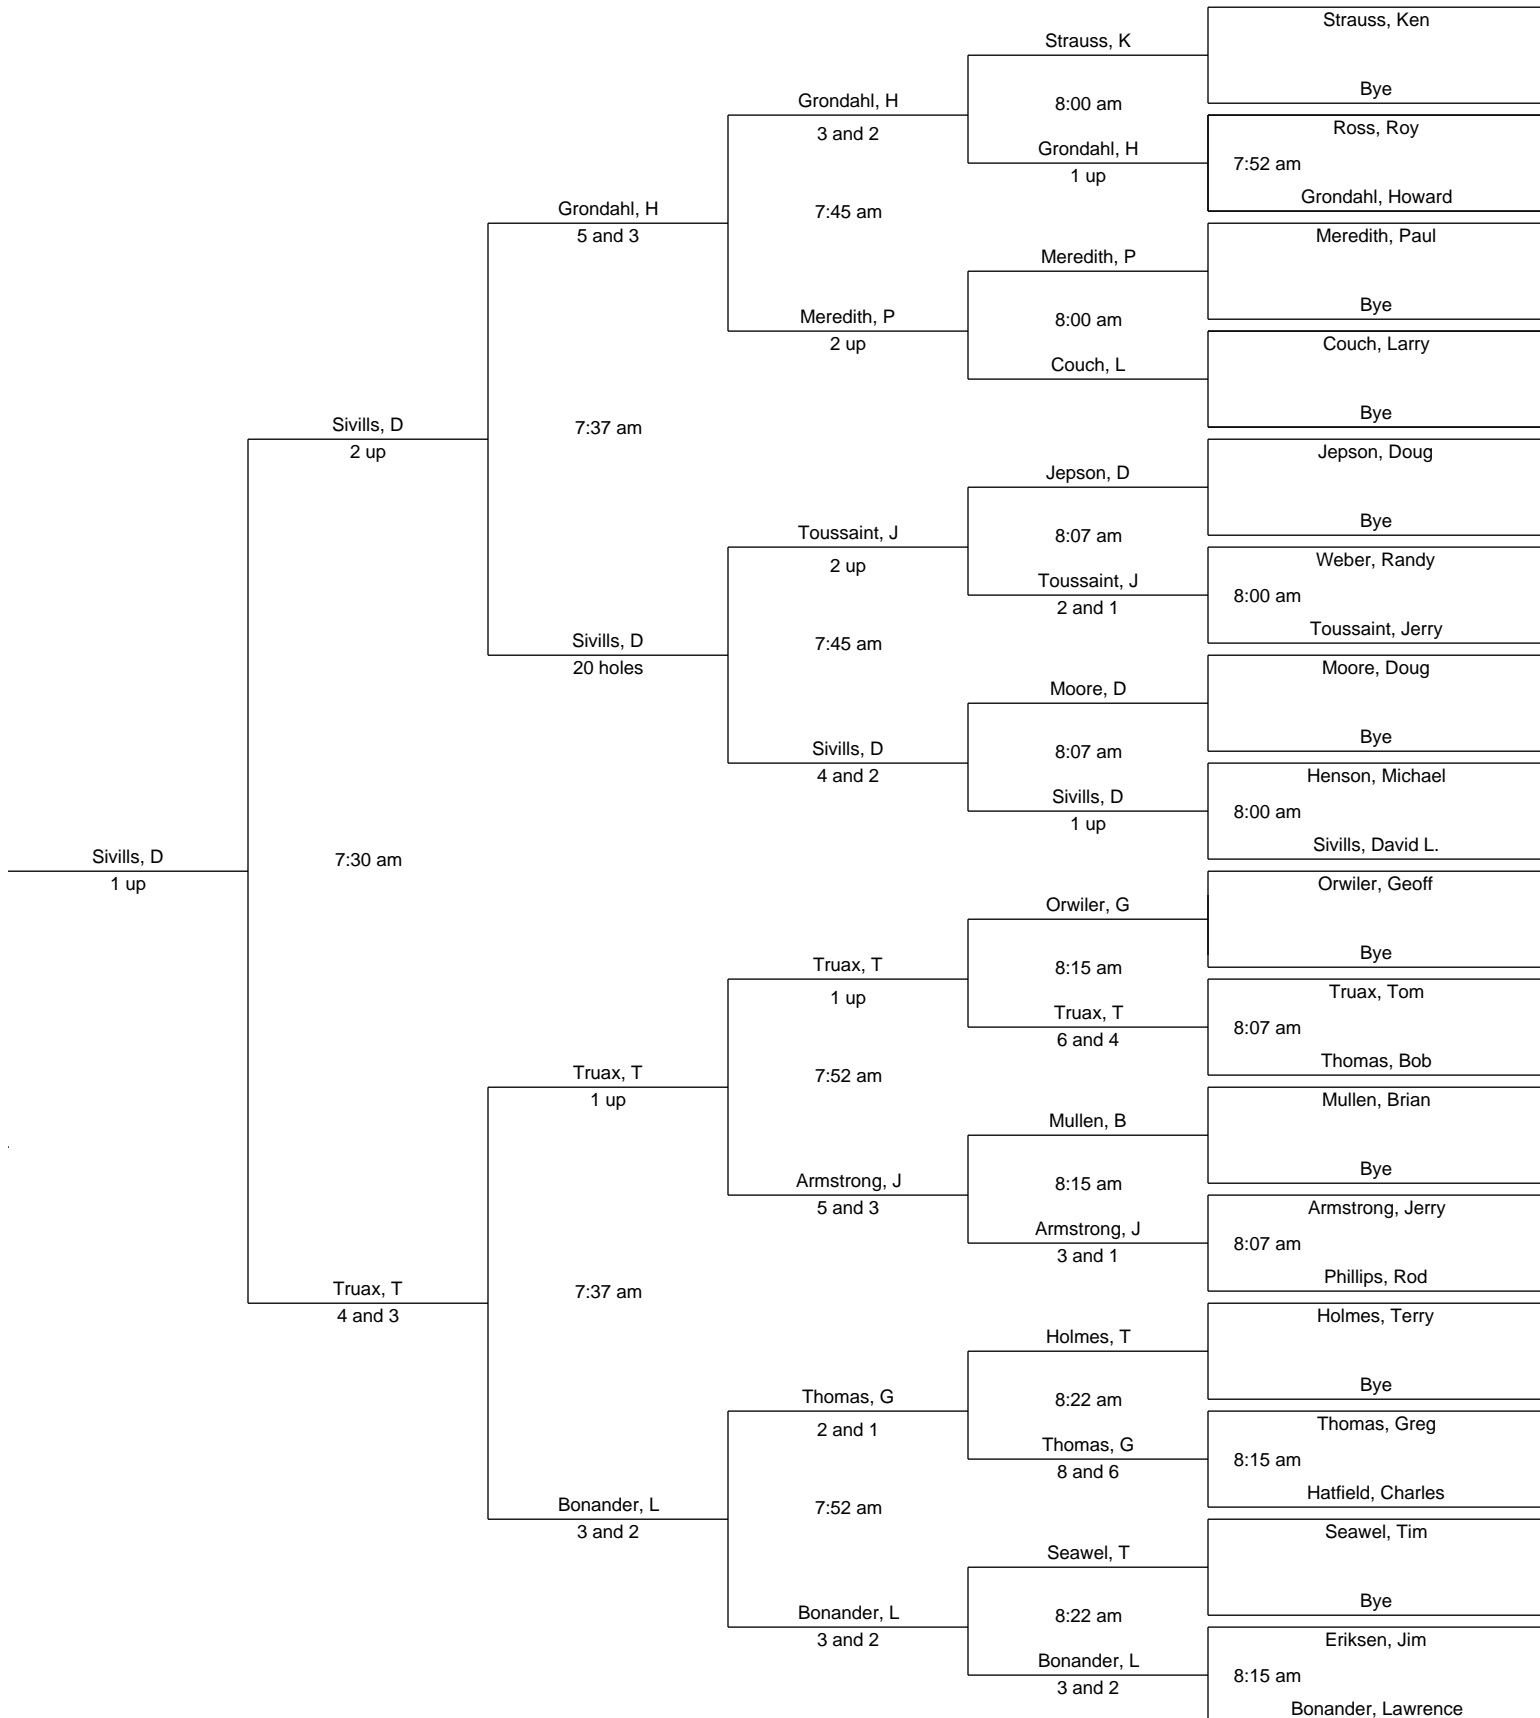 Strauss, Ken
Strauss, K
Bye
Grondahl, H
8:00 am
3 and 2
Ross, Roy
Grondahl, H
7:52 am
1 up
Grondahl, Howard
Grondahl, H
7:45 am
5 and 3
Meredith, Paul
Meredith, P
Bye
Meredith, P
8:00 am
2 up
Couch, Larry
Couch, L
Bye
Sivills, D
7:37 am
2 up
Jepson, Doug
Jepson, D
Bye
Toussaint, J
8:07 am
2 up
Weber, Randy
Toussaint, J
8:00 am
2 and 1
Toussaint, Jerry
Sivills, D
7:45 am
20 holes
Moore, Doug
Moore, D
Bye
Sivills, D
8:07 am
4 and 2
Henson, Michael
Sivills, D
8:00 am
1 up
Sivills, David L.
Sivills, D
7:30 am
1 up
Orwiler, Geoff
Orwiler, G
Bye
Truax, T
8:15 am
1 up
Truax, Tom
Truax, T
8:07 am
6 and 4
Thomas, Bob
Truax, T
7:52 am
1 up
Mullen, Brian
Mullen, B
Bye
Armstrong, J
8:15 am
5 and 3
Armstrong, Jerry
Armstrong, J
8:07 am
3 and 1
Phillips, Rod
Truax, T
7:37 am
4 and 3
Holmes, Terry
Holmes, T
Bye
Thomas, G
8:22 am
2 and 1
Thomas, Greg
Thomas, G
8:15 am
8 and 6
Hatfield, Charles
Bonander, L
7:52 am
3 and 2
Seawel, Tim
Seawel, T
Bye
Bonander, L
8:22 am
3 and 2
Eriksen, Jim
Bonander, L
8:15 am
3 and 2
Bonander, Lawrence